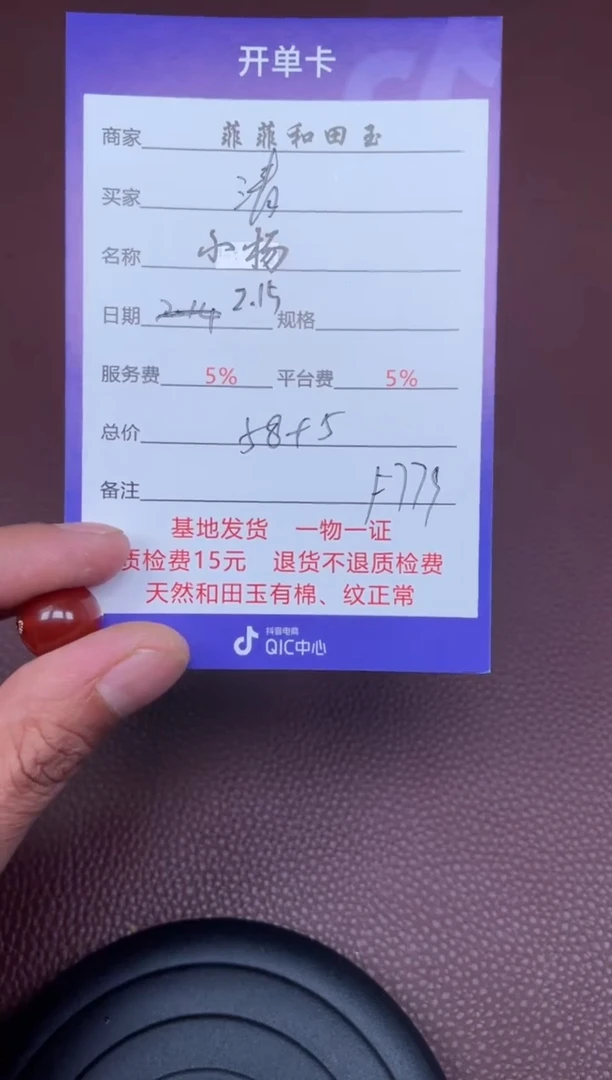 开单卡
商家 菲菲和田玉
买家 清
名称 小杨
日期 2.14 2.15 规格
服务费 5% 平台费 5%
总价 58+5
备注 F779
基地发货 一物一证
质检费15元 退货不退质检费
天然和田玉有棉、纹正常
抖音电商
QIC中心